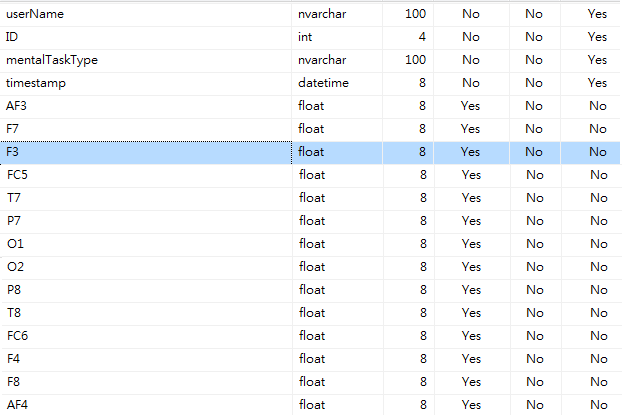 userName nvarchar 100 No No Yes
ID int 4 No No Yes
mentalTaskType nvarchar 100 No No Yes
timestamp datetime 8 No No Yes
AF3 float 8 Yes No No
F7 float 8 Yes No No
F3 float 8 Yes No No
FC5 float 8 Yes No No
T7 float 8 Yes No No
P7 float 8 Yes No No
O1 float 8 Yes No No
O2 float 8 Yes No No
P8 float 8 Yes No No
T8 float 8 Yes No No
FC6 float 8 Yes No No
F4 float 8 Yes No No
F8 float 8 Yes No No
AF4 float 8 Yes No No